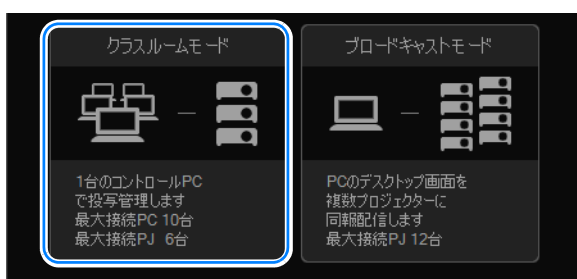 クラスルームモード
1台のコントロールPC
で投写管理します
最大接続PC 10台
最大接続PJ 6台
ブロードキャストモード
PCのデスクトップ画面を
複数プロジェクターに
同報配信します
最大接続PJ 12台